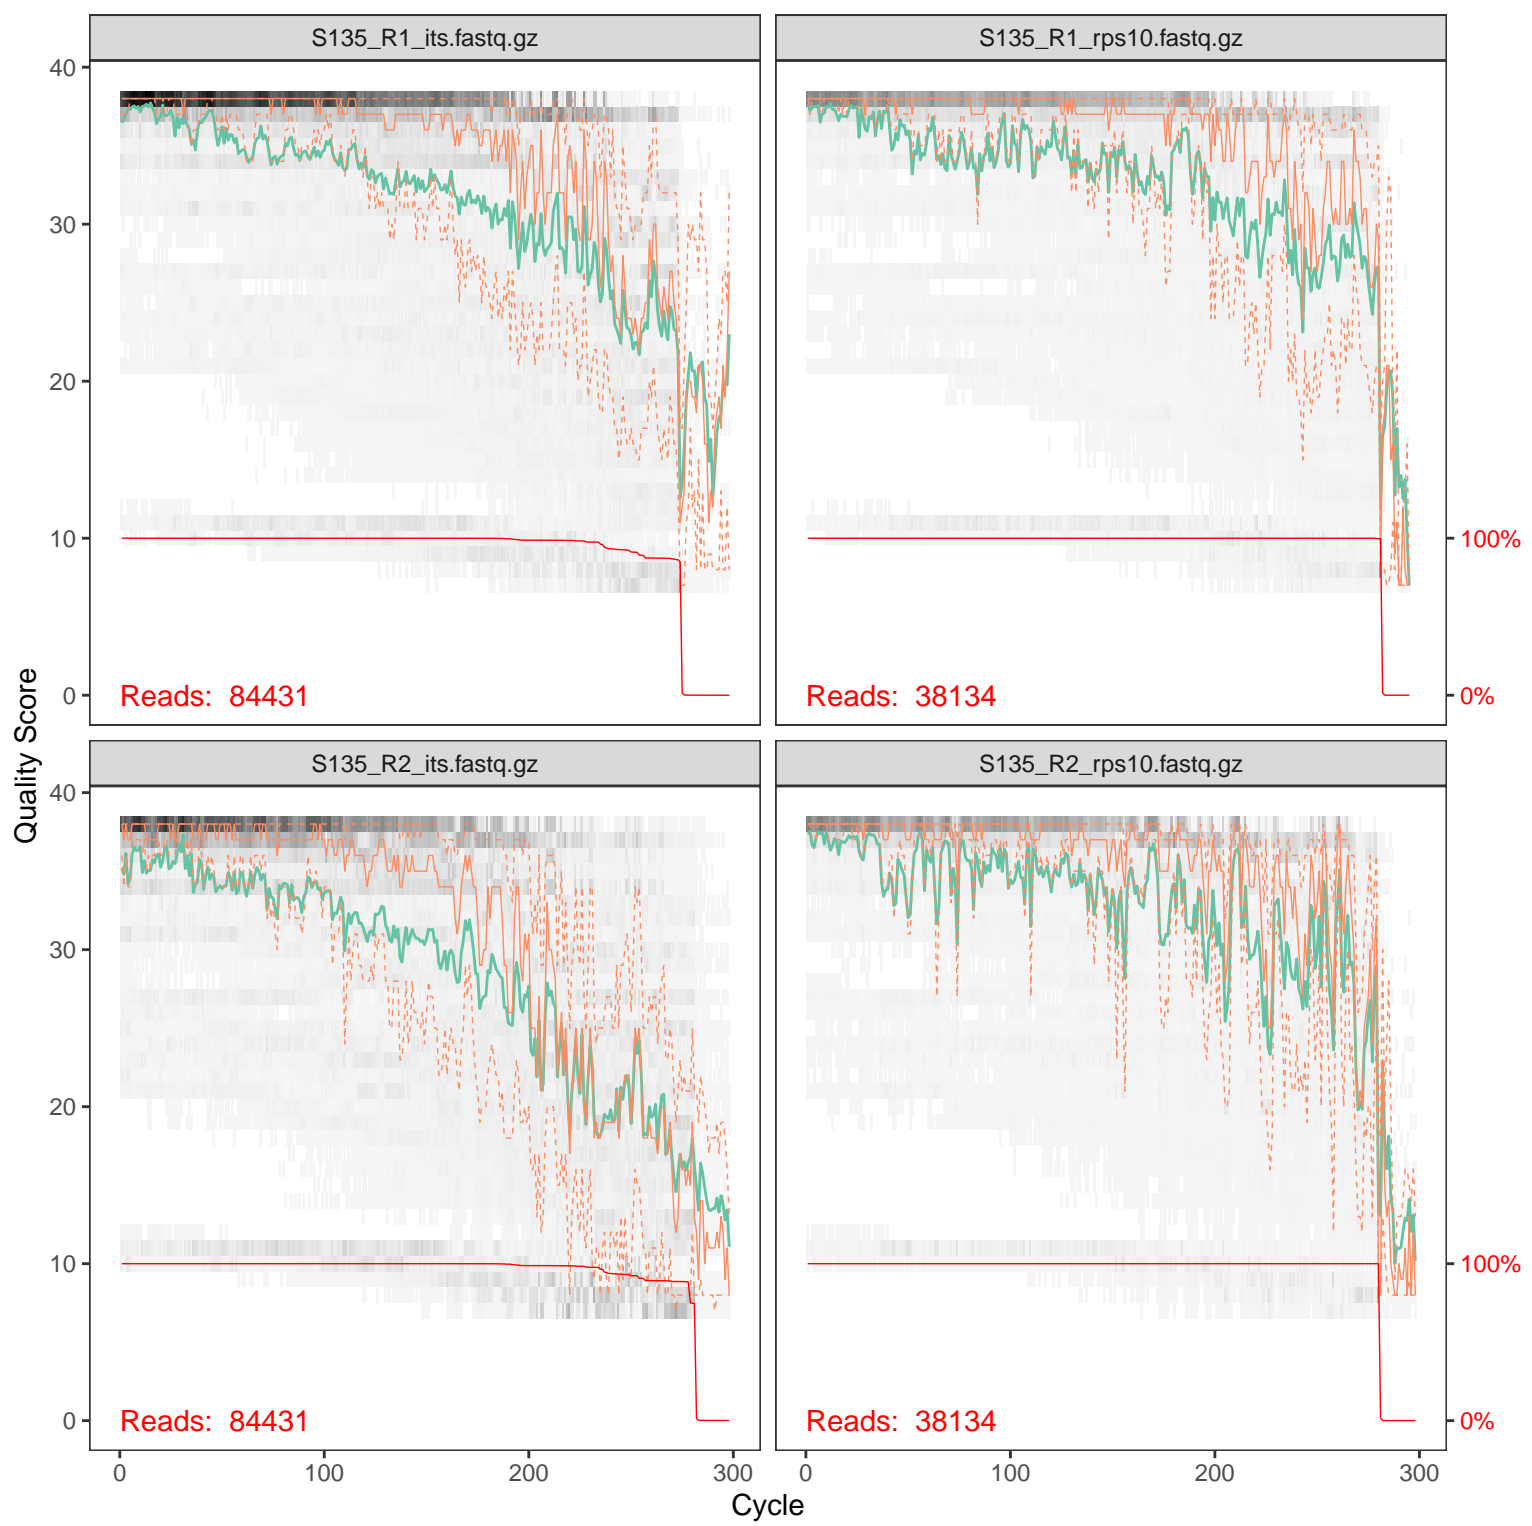 S135_R1_its.fastq.gz
S135_R1_rps10.fastq.gz
40
30
20
10
0
Reads: 84431
Reads: 38134
100%
0%
Quality Score
S135_R2_its.fastq.gz
S135_R2_rps10.fastq.gz
40
30
20
10
0
Reads: 84431
Reads: 38134
100%
0%
0 100 200 300
0 100 200 300
Cycle